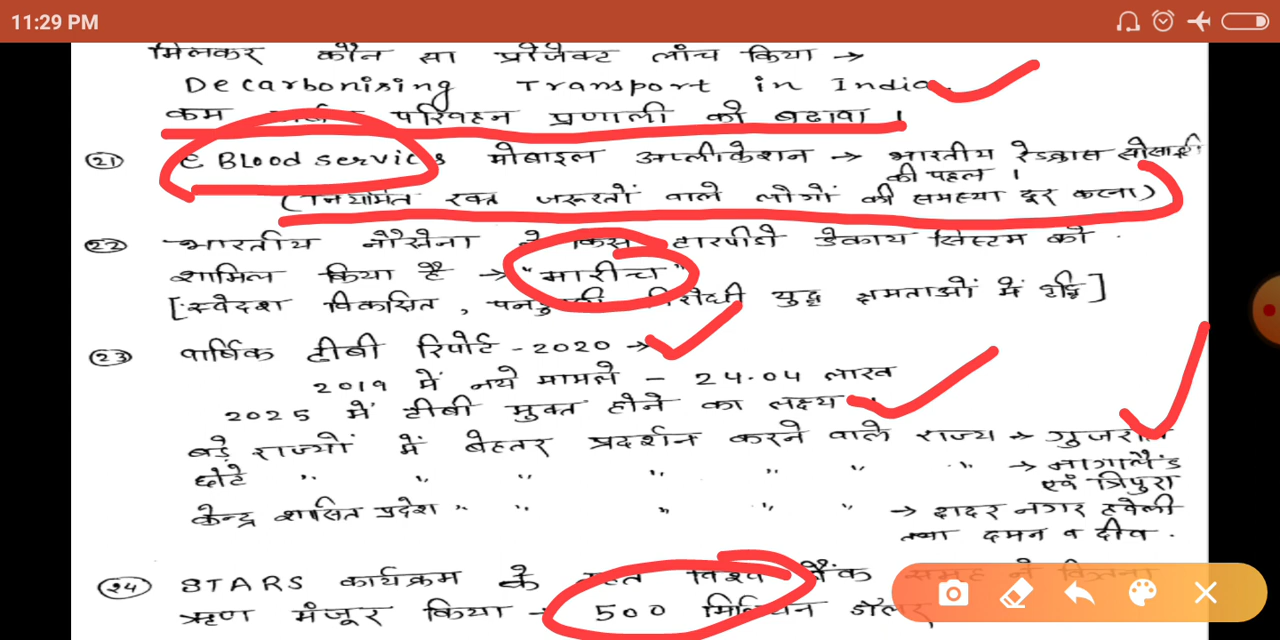 11:29 PM
मिलकर कौन सा प्रोजेक्ट लाँच किया →
Decarbonising Transport in India.
कम परिवहन प्रणाली को बढावा ।
(21) e Blood services मोबाइल अप्लीकेशन → भारतीय रेडक्रास सोसाइटी
की पहल ।
(नियमित रक्त जरूरतों वाले लोगों की समस्या दूर करना)
22 भारतीय नौसेना ने किस टारपीडो डेकाय सिस्टम को
शामिल किया है → "मारीच"
[स्वदेश विकसित, पनडुब्बी विरोधी युद्ध क्षमताओं में वृद्धि]
(23) वार्षिक टीबी रिपोर्ट - 2020 →
2019 में नये मामले - 24.04 लाख
2025 में टीबी मुक्त होने का लक्ष्य ।
बड़े राज्यों में बेहतर प्रदर्शन करने वाले राज्य → गुजरात
छोटे " " " " " " " → नागालैंड
एवं त्रिपुरा
केन्द्र शासित प्रदेश " " " " " → दादर नगर हवेली
तथा दमन व दीव .
(24) STARS कार्यक्रम के तहत विश्व बैंक समूह ने कितना
ऋण मंजूर किया - 500 मिलियन डॉलर